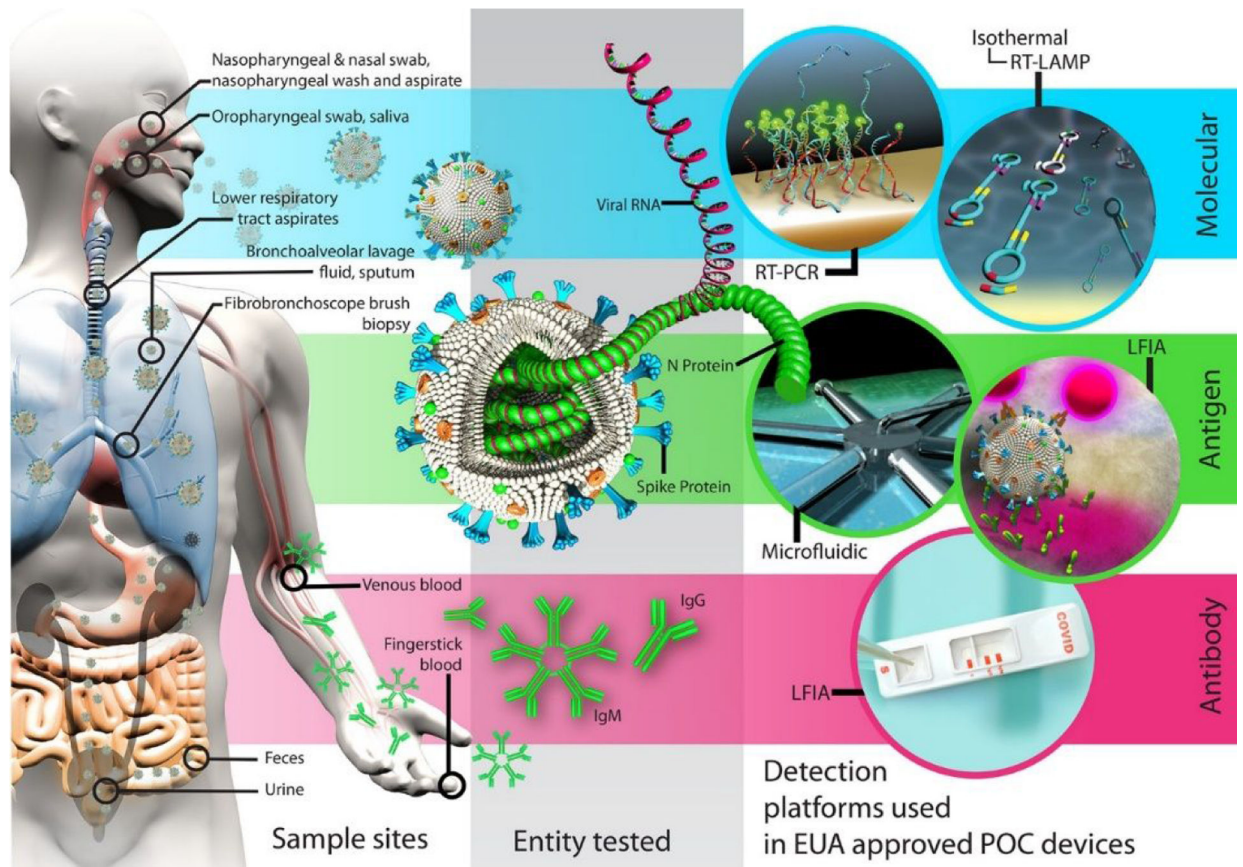 Nasopharyngeal & nasal swab,
nasopharyngeal wash and aspirate
Oropharyngeal swab, saliva
Lower respiratory
tract aspirates
Bronchoalveolar lavage
fluid, sputum
Fibrobronchoscope brush
biopsy
Venous blood
Fingerstick
blood
Feces
Urine
Sample sites
Viral RNA
N Protein
Spike Protein
IgG
IgM
Entity tested
Isothermal
RT-LAMP
RT-PCR
Molecular
LFIA
Microfluidic
Antigen
COVID
S
LFIA
Antibody
Detection
platforms used
in EUA approved POC devices